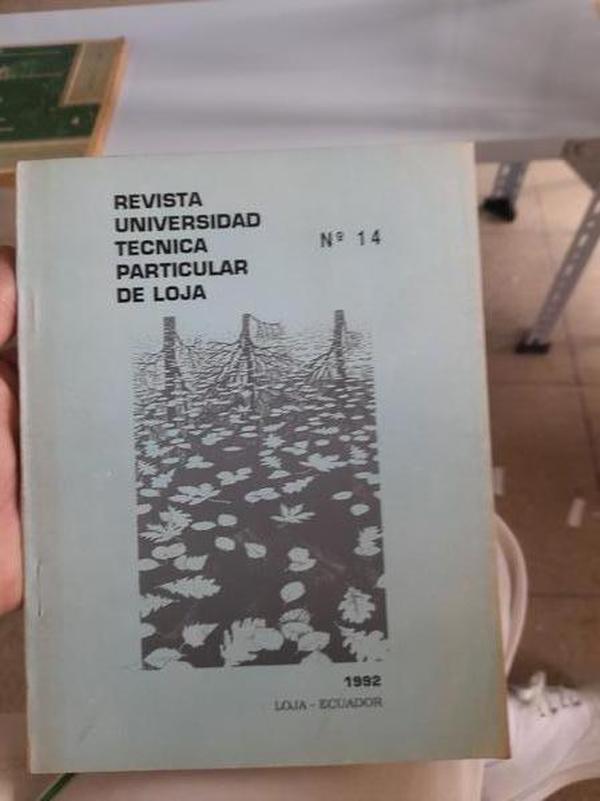 REVISTA
UNIVERSIDAD
TECNICA
PARTICULAR
DE LOJA
Nº 14
1992
LOJA - ECUADOR